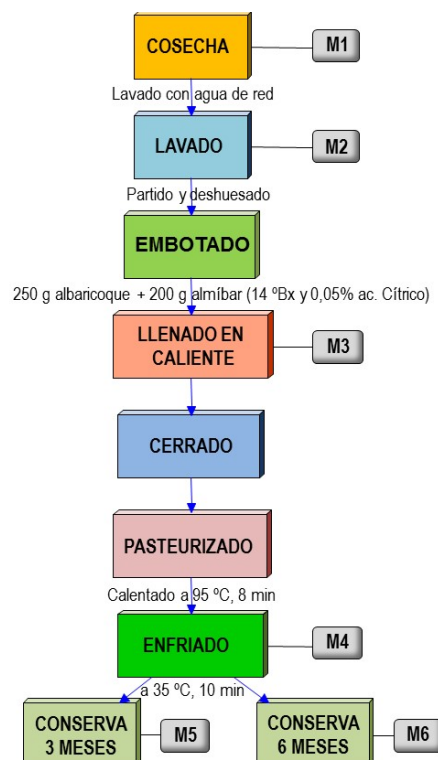 COSECHA
M1
Lavado con agua de red
LAVADO
M2
Partido y deshuesado
EMBOTADO
250 g albaricoque + 200 g almíbar (14 ºBx y 0,05% ac. Cítrico)
LLENADO EN
CALIENTE
M3
CERRADO
PASTEURIZADO
Calentado a 95 ºC, 8 min
ENFRIADO
M4
a 35 ºC, 10 min
CONSERVA
3 MESES
M5
CONSERVA
6 MESES
M6